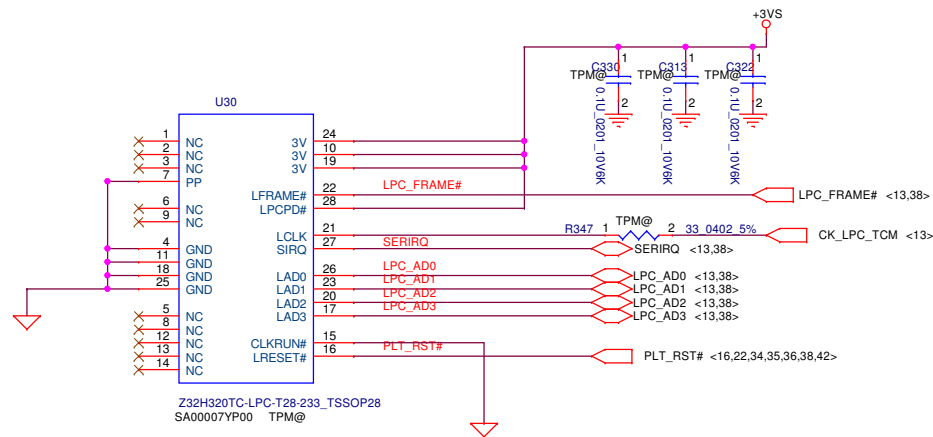 +3VS
C330
1
TPM@
2
0.1U_0201_10V6K
C313
1
TPM@
2
0.1U_0201_10V6K
C322
1
TPM@
2
0.1U_0201_10V6K
U30
1 NC
2 NC
3 NC
7 PP
6 NC
9 NC
4 GND
11 GND
18 GND
25 GND
5 NC
8 NC
12 NC
13 NC
14 NC
3V 24
3V 10
3V 19
LFRAME# 22 LPC_FRAME# LPC_FRAME# <13,38>
LPCPD# 28
LCLK 21 R347 1 TPM@ 2 33_0402_5% CK_LPC_TCM <13>
SIRQ 27 SERIRQ SERIRQ <13,38>
LAD0 26 LPC_AD0 LPC_AD0 <13,38>
LAD1 23 LPC_AD1 LPC_AD1 <13,38>
LAD2 20 LPC_AD2 LPC_AD2 <13,38>
LAD3 17 LPC_AD3 LPC_AD3 <13,38>
CLKRUN# 15
LRESET# 16 PLT_RST# PLT_RST# <16,22,34,35,36,38,42>
Z32H320TC-LPC-T28-233_TSSOP28
SA00007YP00 TPM@